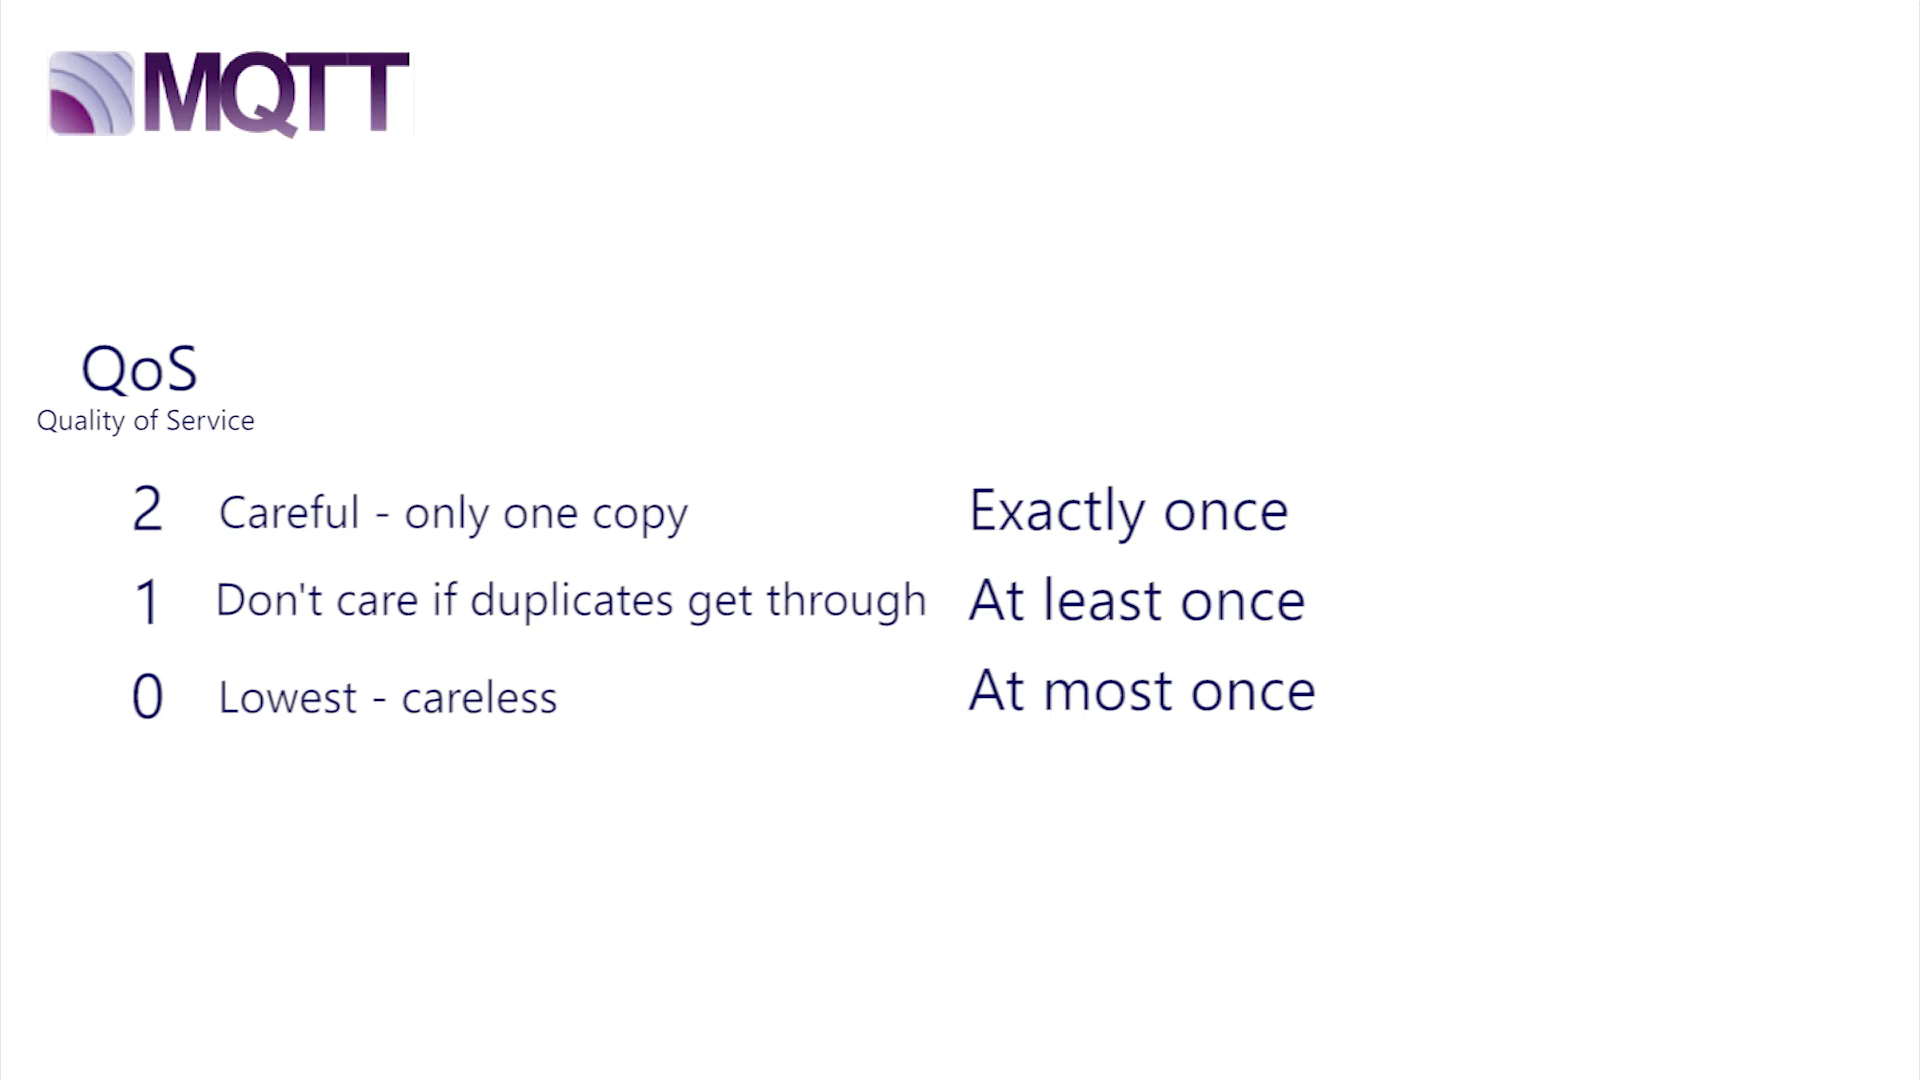 MQTT
QoS
Quality of Service
2 Careful - only one copy Exactly once
1 Don't care if duplicates get through At least once
0 Lowest - careless At most once